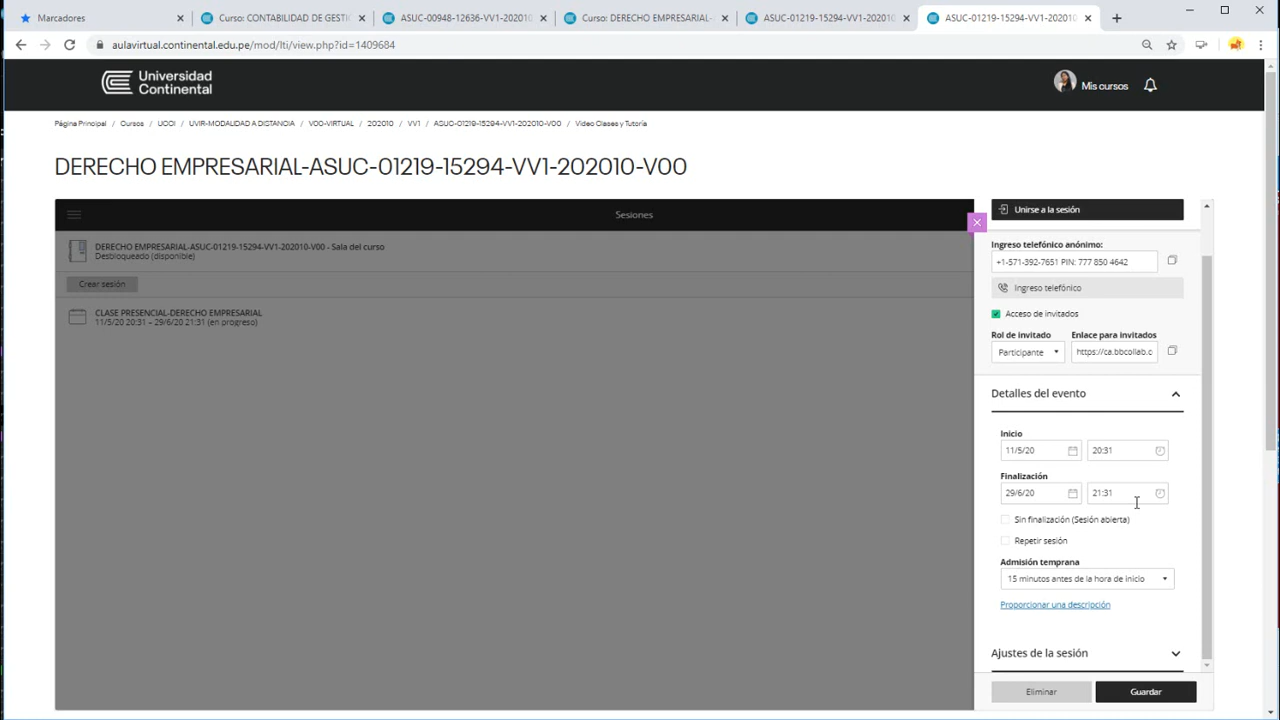 Marcadores
Curso: CONTABILIDAD DE GESTIÓ
ASUC-00948-12636-VV1-202010
Curso: DERECHO EMPRESARIAL-
ASUC-01219-15294-VV1-202010
ASUC-01219-15294-VV1-202010
aulavirtual.continental.edu.pe/mod/lti/view.php?id=1409684
Universidad
Continental
Mis cursos
Página Principal / Cursos / UCCI / UVIR-MODALIDAD A DISTANCIA / V00-VIRTUAL / 202010 / VV1 / ASUC-01219-15294-VV1-202010-V00 / Video Clases y Tutoría
DERECHO EMPRESARIAL-ASUC-01219-15294-VV1-202010-V00
Sesiones
Unirse a la sesión
DERECHO EMPRESARIAL-ASUC-01219-15294-VV1-202010-V00 - Sala del curso
Desbloqueado (disponible)
Crear sesión
CLASE PRESENCIAL-DERECHO EMPRESARIAL
11/5/20 20:31 – 29/6/20 21:31 (en progreso)
Ingreso telefónico anónimo:
+1-571-392-7651 PIN: 777 850 4642
Ingreso telefónico
Acceso de invitados
Rol de invitado Enlace para invitados
Participante https://ca.bbcollab.c
Detalles del evento
Inicio
11/5/20 20:31
Finalización
29/6/20 21:31
Sin finalización (Sesión abierta)
Repetir sesión
Admisión temprana
15 minutos antes de la hora de inicio
Proporcionar una descripción
Ajustes de la sesión
Eliminar Guardar